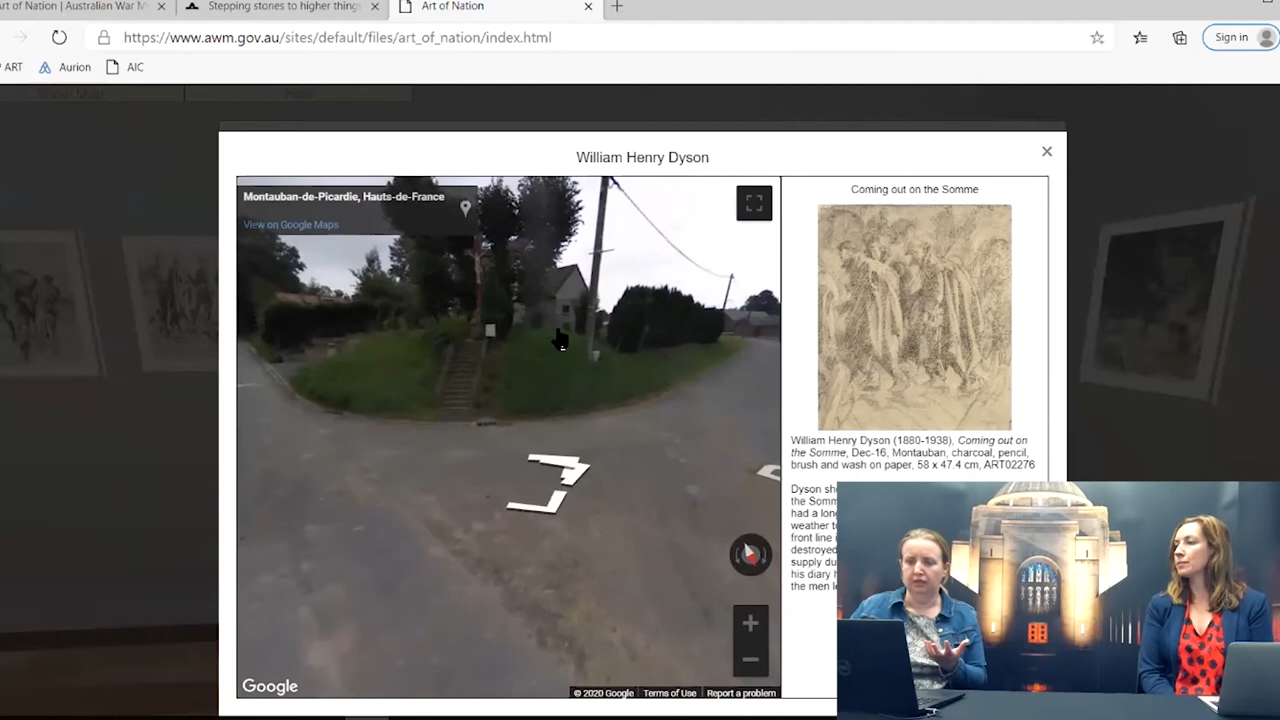 rt of Nation | Australian War M
Stepping stones to higher things
Art of Nation
https://www.awm.gov.au/sites/default/files/art_of_nation/index.html
Sign in
ART
Aurion
AIC
Show Map
William Henry Dyson
Montauban-de-Picardie, Hauts-de-France
View on Google Maps
Coming out on the Somme
William Henry Dyson (1880-1938), Coming out on
the Somme, Dec-16, Montauban, charcoal, pencil,
brush and wash on paper, 58 x 47.4 cm, ART02276
Dyson sh
the Somm
had a lon
weather t
front line
destroyed
supply du
his diary h
the men l
Google
© 2020 Google
Terms of Use
Report a problem